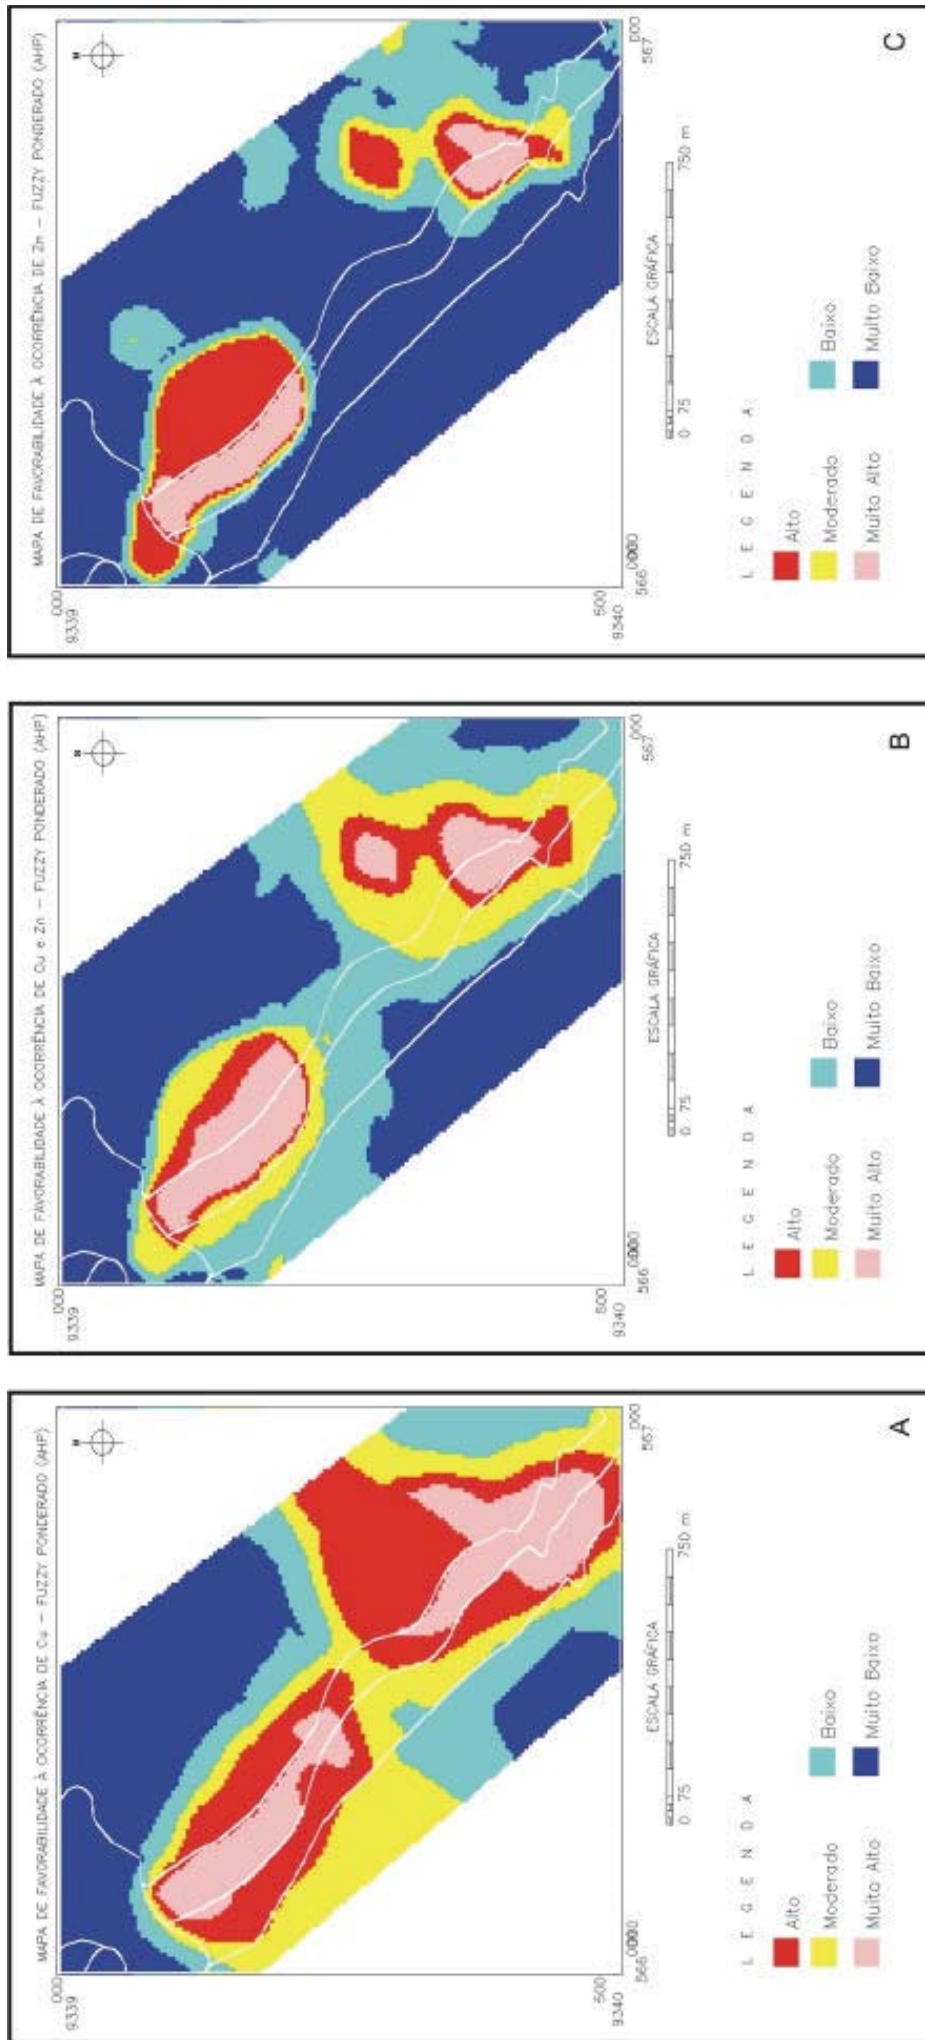 MAPA DE FAVORABILIDADE À OCORRÊNCIA DE Cu – FUZZY PONDERADO (AHP)
N
000
9339
500
9340
566
000
567
ESCALA GRÁFICA
0 75 750 m
L E G E N D A
Alto
Moderado Baixo
Muito Alto Muito Baixo
A
MAPA DE FAVORABILIDADE À OCORRÊNCIA DE Cu e Zn – FUZZY PONDERADO (AHP)
N
000
9339
500
9340
566
000
567
ESCALA GRÁFICA
0 75 750 m
L E G E N D A
Alto
Moderado Baixo
Muito Alto Muito Baixo
B
MAPA DE FAVORABILIDADE À OCORRÊNCIA DE Zn – FUZZY PONDERADO (AHP)
N
000
9339
500
9340
566
000
567
ESCALA GRÁFICA
0 75 750 m
L E G E N D A
Alto
Moderado Baixo
Muito Alto Muito Baixo
C